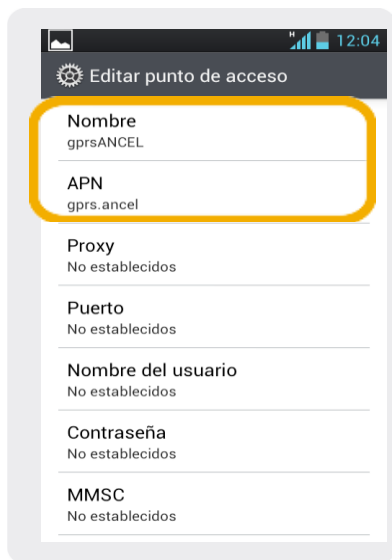 H 12:04
Editar punto de acceso
Nombre
gprsANCEL
APN
gprs.ancel
Proxy
No establecidos
Puerto
No establecidos
Nombre del usuario
No establecidos
Contraseña
No establecidos
MMSC
No establecidos